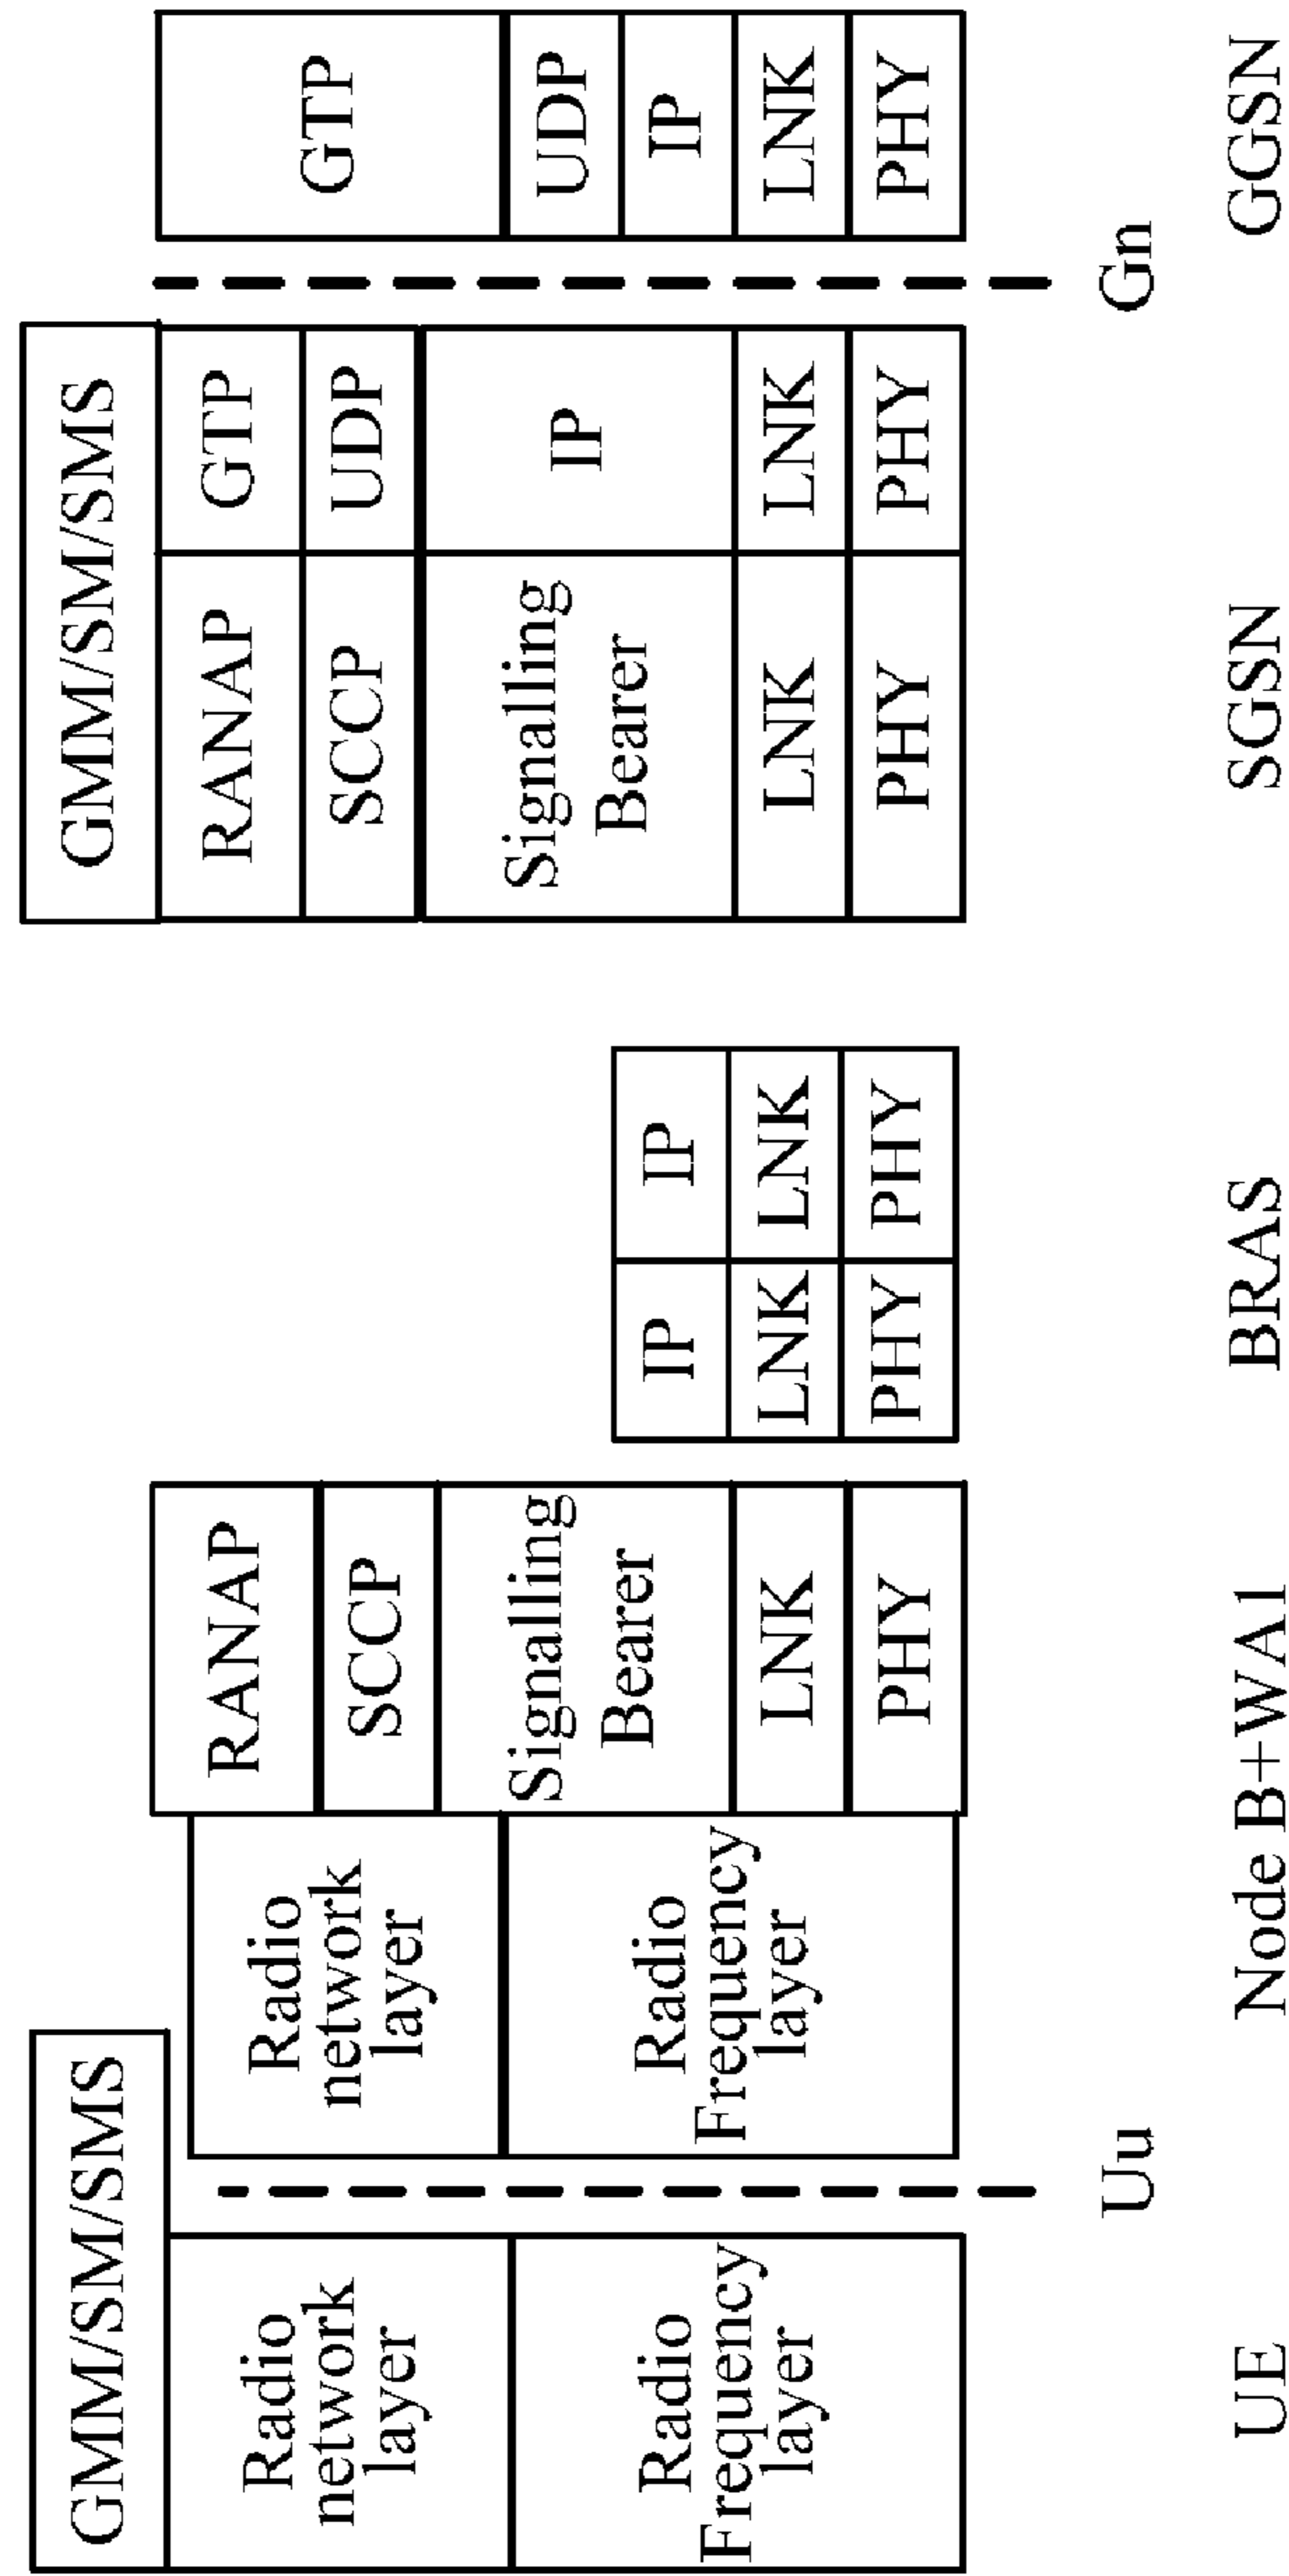 GMM/SM/SMS
Radio
network
layer
Radio
Frequency
layer
UE
Uu
Radio
network
layer
Radio
Frequency
layer
RANAP
SCCP
Signalling
Bearer
LNK
PHY
Node B+WA1
IP
LNK
PHY
IP
LNK
PHY
BRAS
GMM/SM/SMS
RANAP
SCCP
Signalling
Bearer
LNK
PHY
GTP
UDP
IP
LNK
PHY
SGSN
Gn
GTP
UDP
IP
LNK
PHY
GGSN